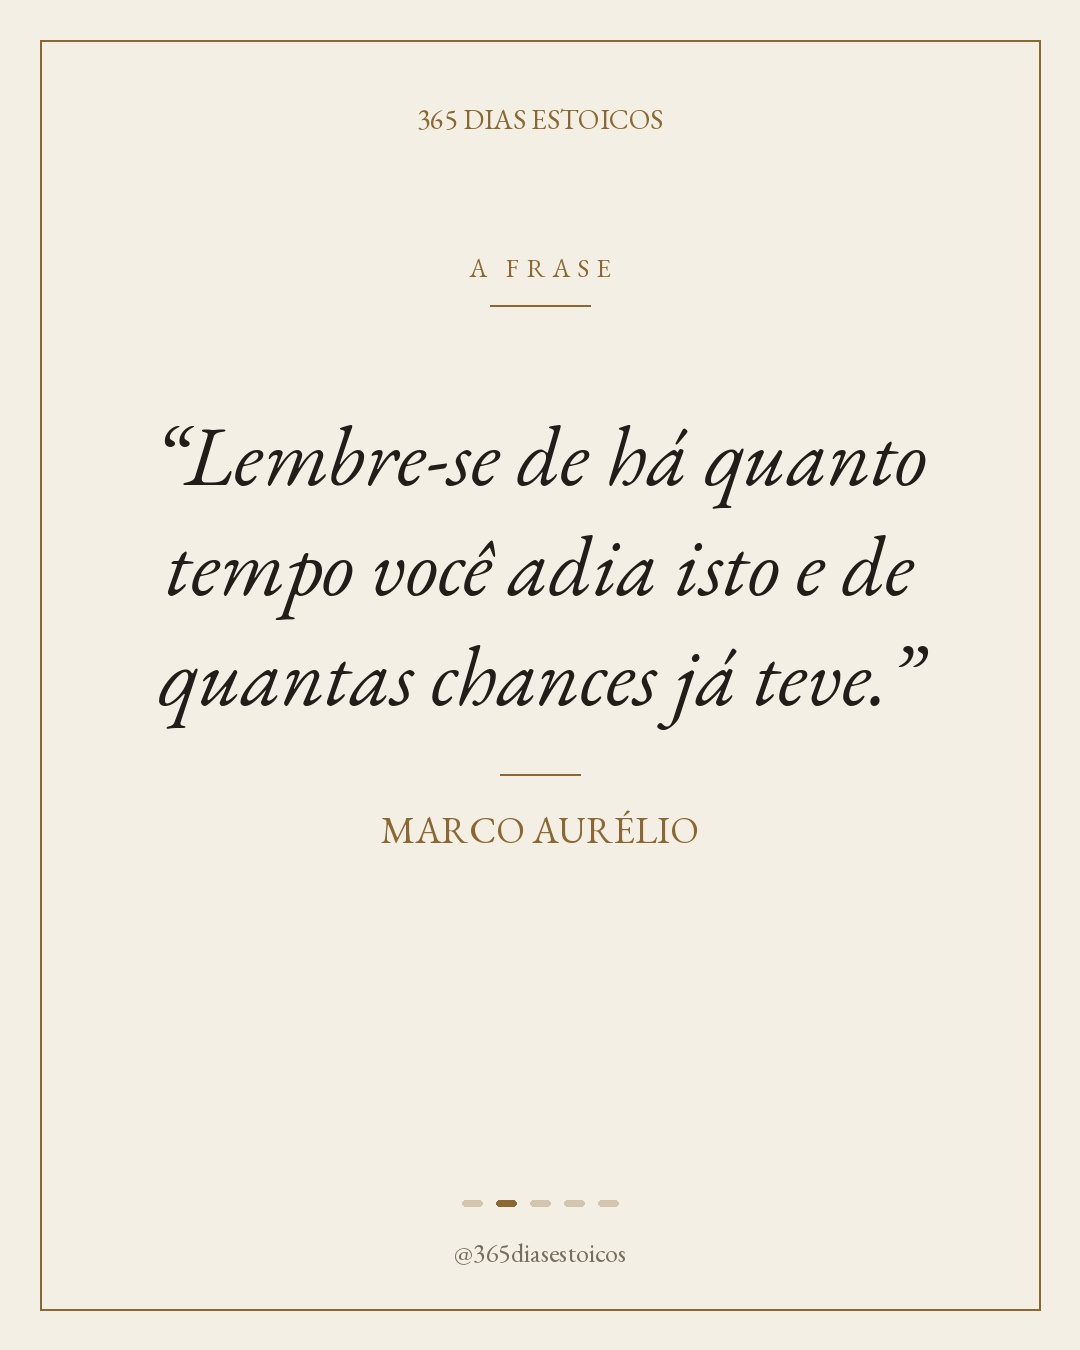 365 DIAS ESTOICOS
A FRASE
“Lembre-se de há quanto
tempo você adia isto e de
quantas chances já teve.”
MARCO AURÉLIO
@365diasestoicos